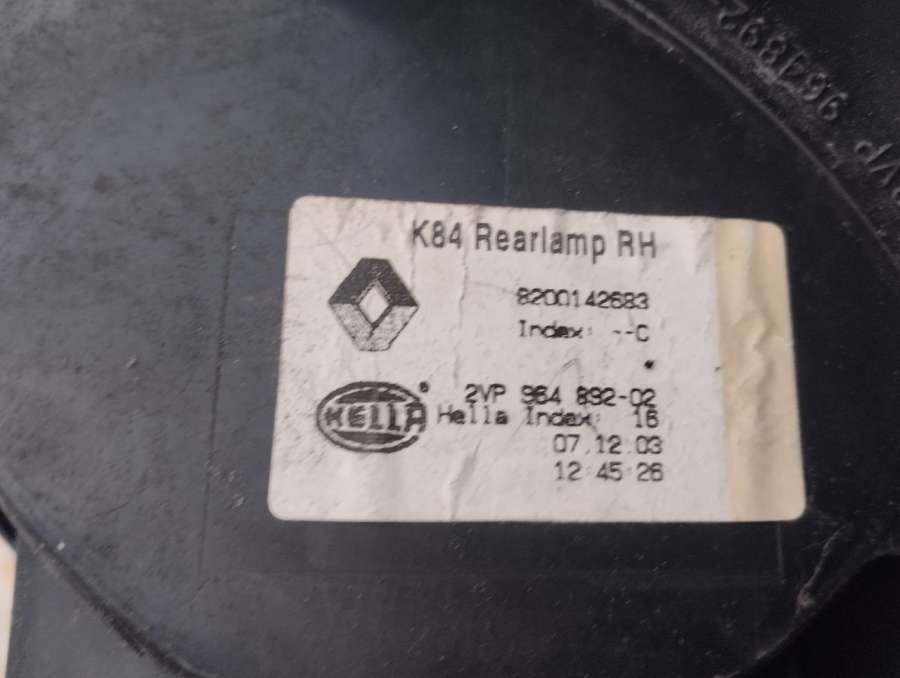 K84 Rearlamp RH
8200142683
Index: --C
HELLA
2VP 964 892-02
Hella Index: 16
07.12.03
12:45:26